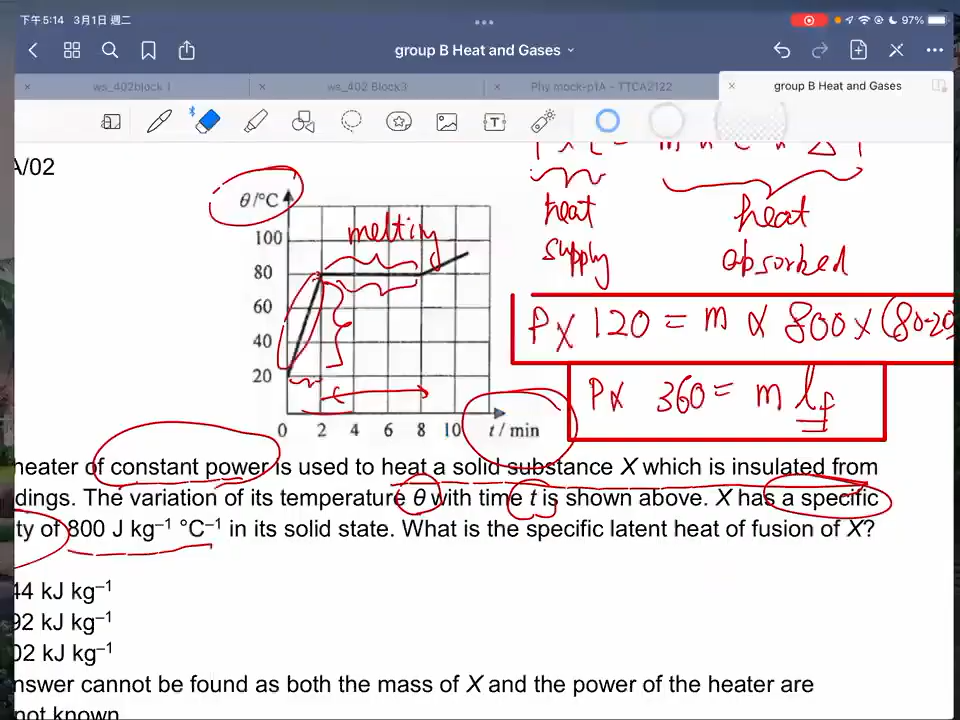 下午5:14 3月1日 週二
97%
group B Heat and Gases
ws_402block 1
ws_402 Block3
Phy mock-p1A - TTCA2122
group B Heat and Gases
A/02
θ/°C
100
80
60
40
20
0 2 4 6 8 10 t/min
melting
heat supply
heat absorbed
P x 120 = m x 800 x (80-20
P x 360 = m lf
heater of constant power is used to heat a solid substance X which is insulated from
dings. The variation of its temperature θ with time t is shown above. X has a specific
ty of 800 J kg⁻¹ °C⁻¹ in its solid state. What is the specific latent heat of fusion of X?
44 kJ kg⁻¹
92 kJ kg⁻¹
02 kJ kg⁻¹
nswer cannot be found as both the mass of X and the power of the heater are
not known.